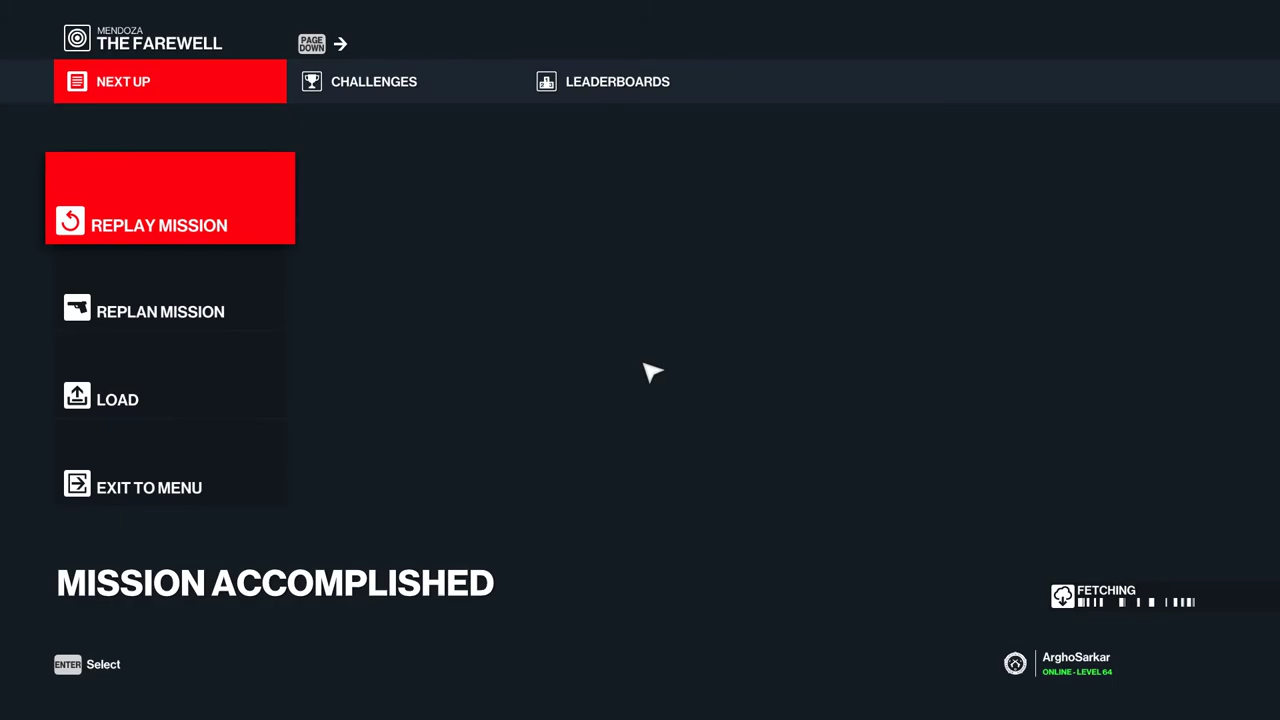 MENDOZA
THE FAREWELL
PAGE DOWN
NEXT UP
CHALLENGES
LEADERBOARDS
REPLAY MISSION
REPLAN MISSION
LOAD
EXIT TO MENU
MISSION ACCOMPLISHED
FETCHING
ENTER Select
ArghoSarkar
ONLINE - LEVEL 64